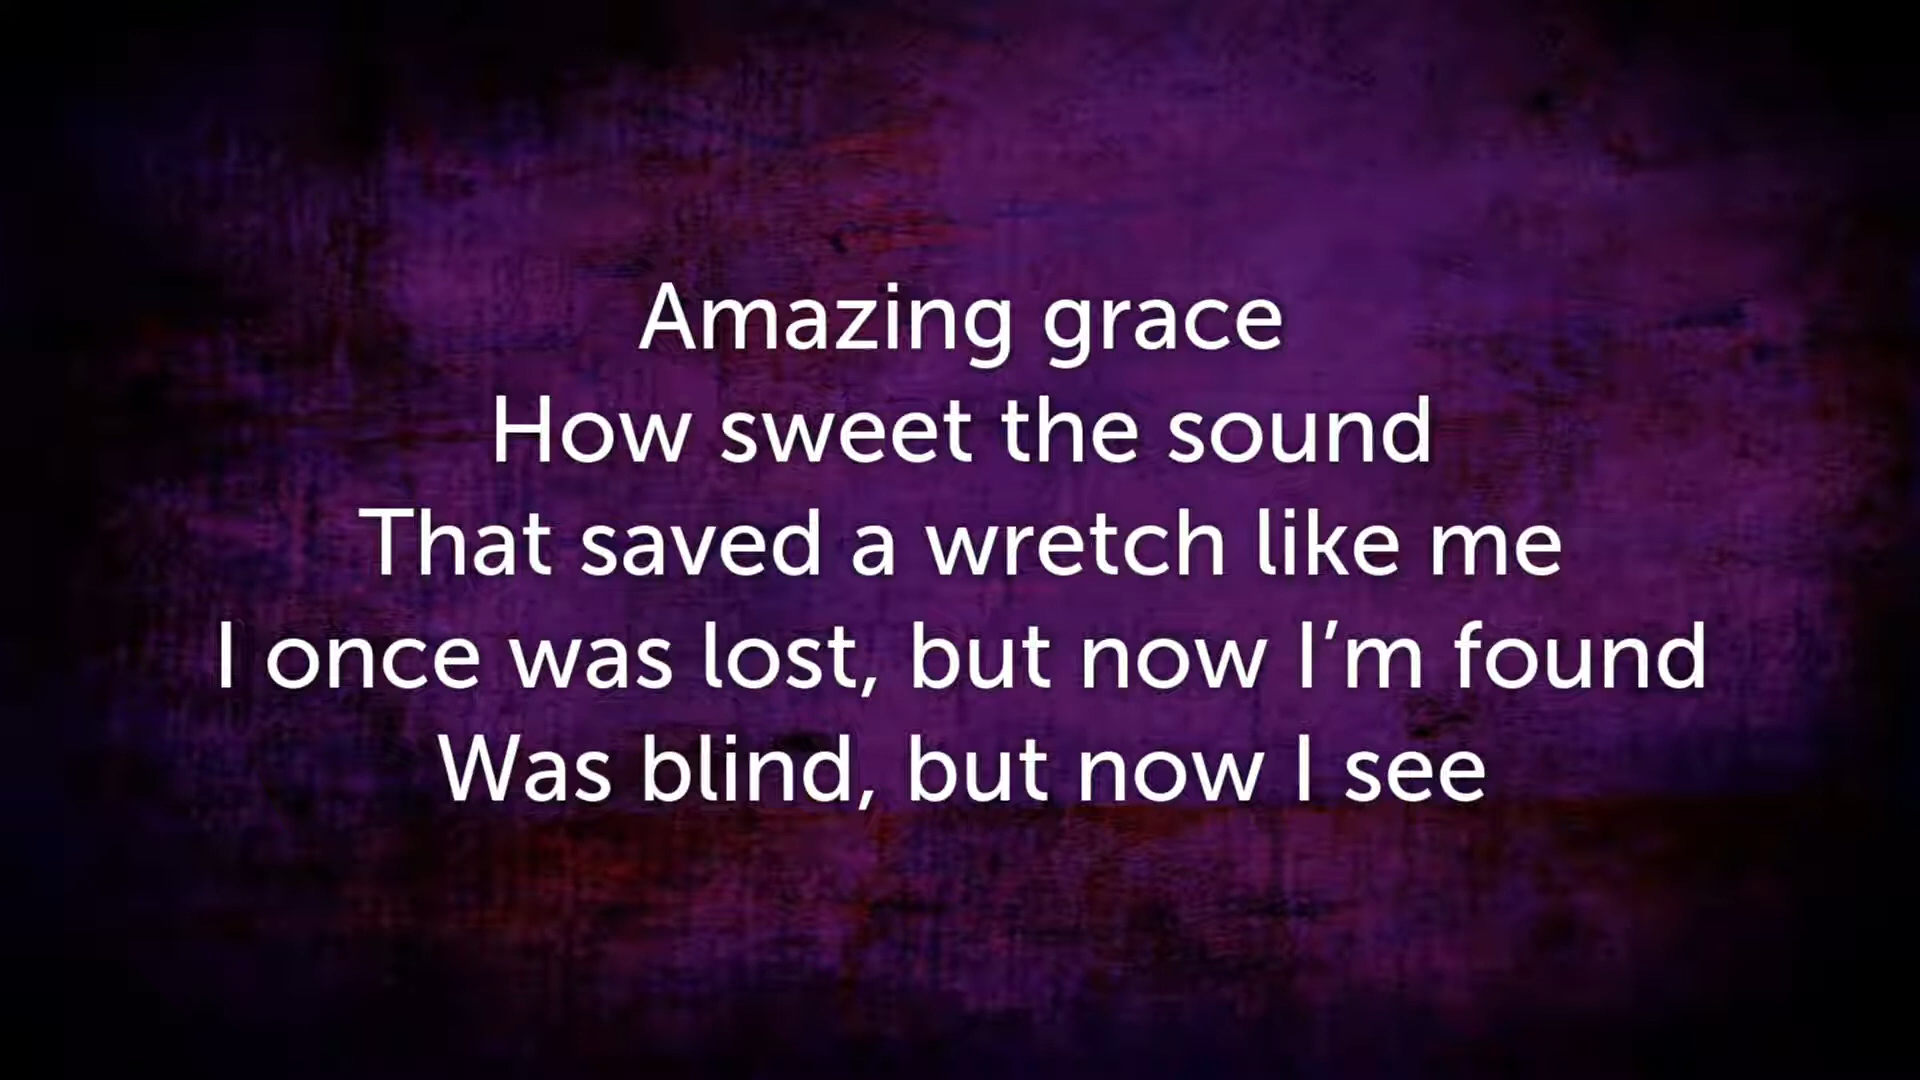 Amazing grace
How sweet the sound
That saved a wretch like me
I once was lost, but now I’m found
Was blind, but now I see